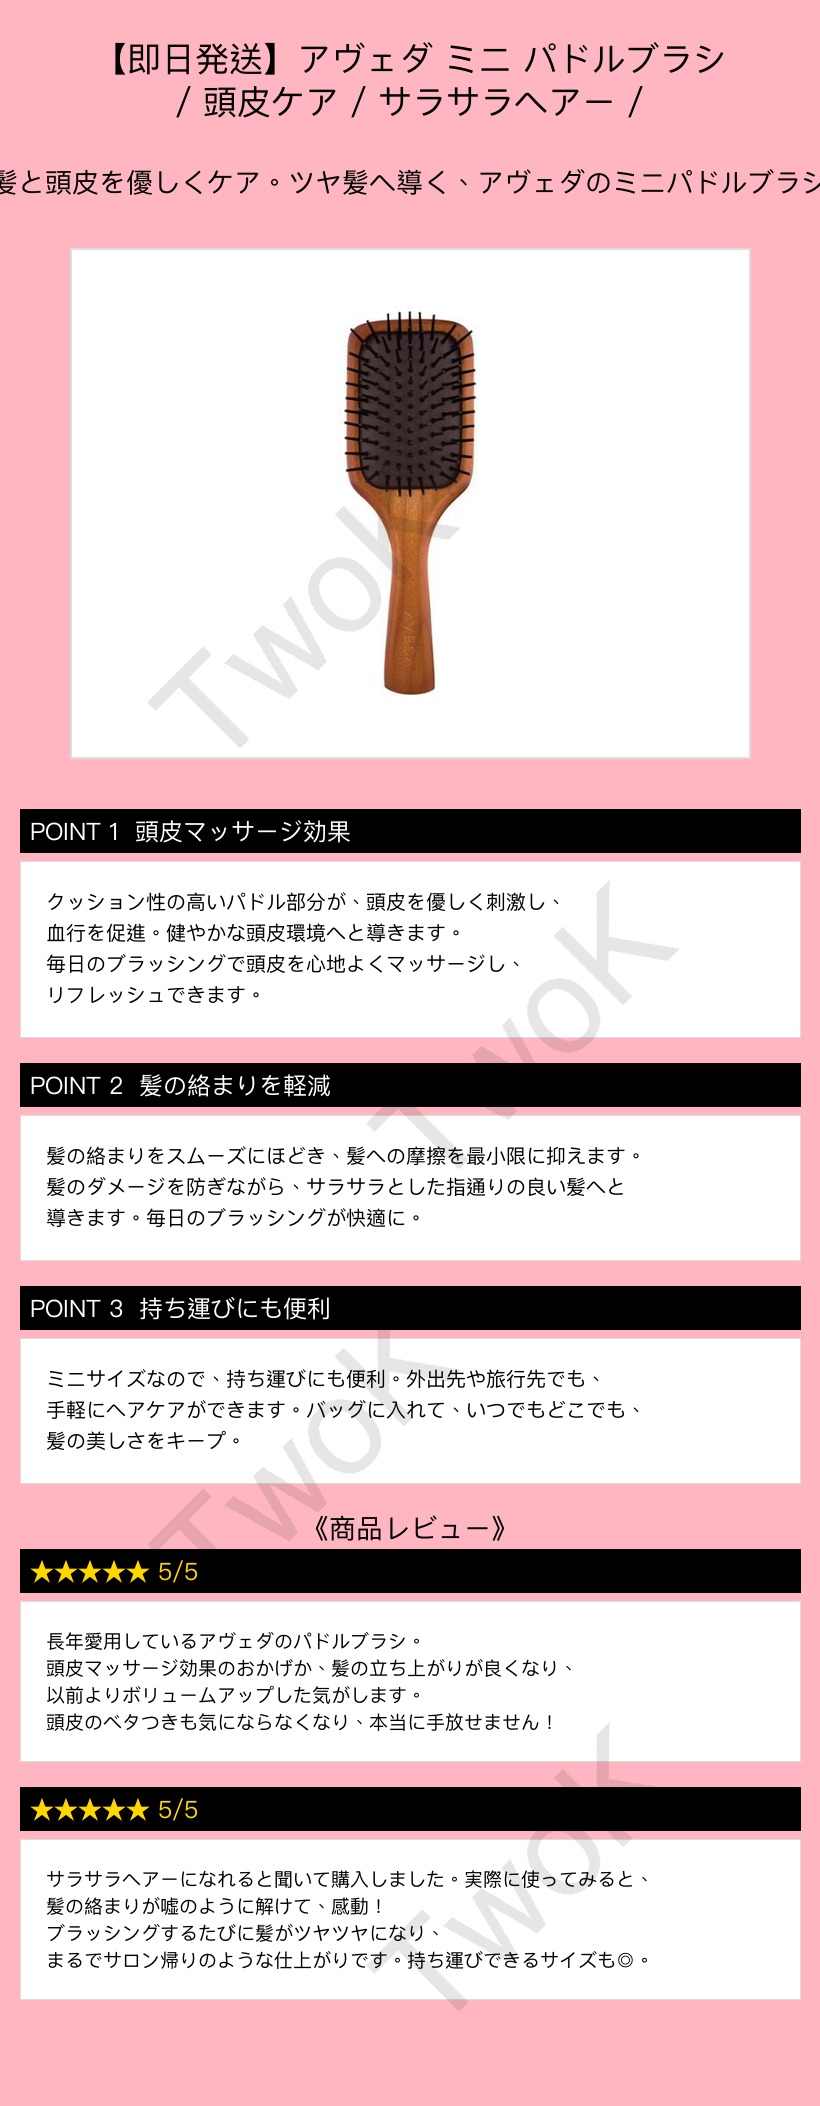 【即日発送】アヴェダ ミニ パドルブラシ
/ 頭皮ケア / サラサラヘアー /
髪と頭皮を優しくケア。ツヤ髪へ導く、アヴェダのミニパドルブラシ
AVEDA
TwoK
POINT 1 頭皮マッサージ効果
クッション性の高いパドル部分が、頭皮を優しく刺激し、
血行を促進。健やかな頭皮環境へと導きます。
毎日のブラッシングで頭皮を心地よくマッサージし、
リフレッシュできます。
TwoK
POINT 2 髪の絡まりを軽減
髪の絡まりをスムーズにほどき、髪への摩擦を最小限に抑えます。
髪のダメージを防ぎながら、サラサラとした指通りの良い髪へと
導きます。毎日のブラッシングが快適に。
POINT 3 持ち運びにも便利
ミニサイズなので、持ち運びにも便利。外出先や旅行先でも、
手軽にヘアケアができます。バッグに入れて、いつでもどこでも、
髪の美しさをキープ。
TwoK
《商品レビュー》
★★★★★ 5/5
長年愛用しているアヴェダのパドルブラシ。
頭皮マッサージ効果のおかげか、髪の立ち上がりが良くなり、
以前よりボリュームアップした気がします。
頭皮のベタつきも気にならなくなり、本当に手放せません！
★★★★★ 5/5
サラサラヘアーになれると聞いて購入しました。実際に使ってみると、
髪の絡まりが嘘のように解けて、感動！
ブラッシングするたびに髪がツヤツヤになり、
まるでサロン帰りのような仕上がりです。持ち運びできるサイズも◎。
TwoK